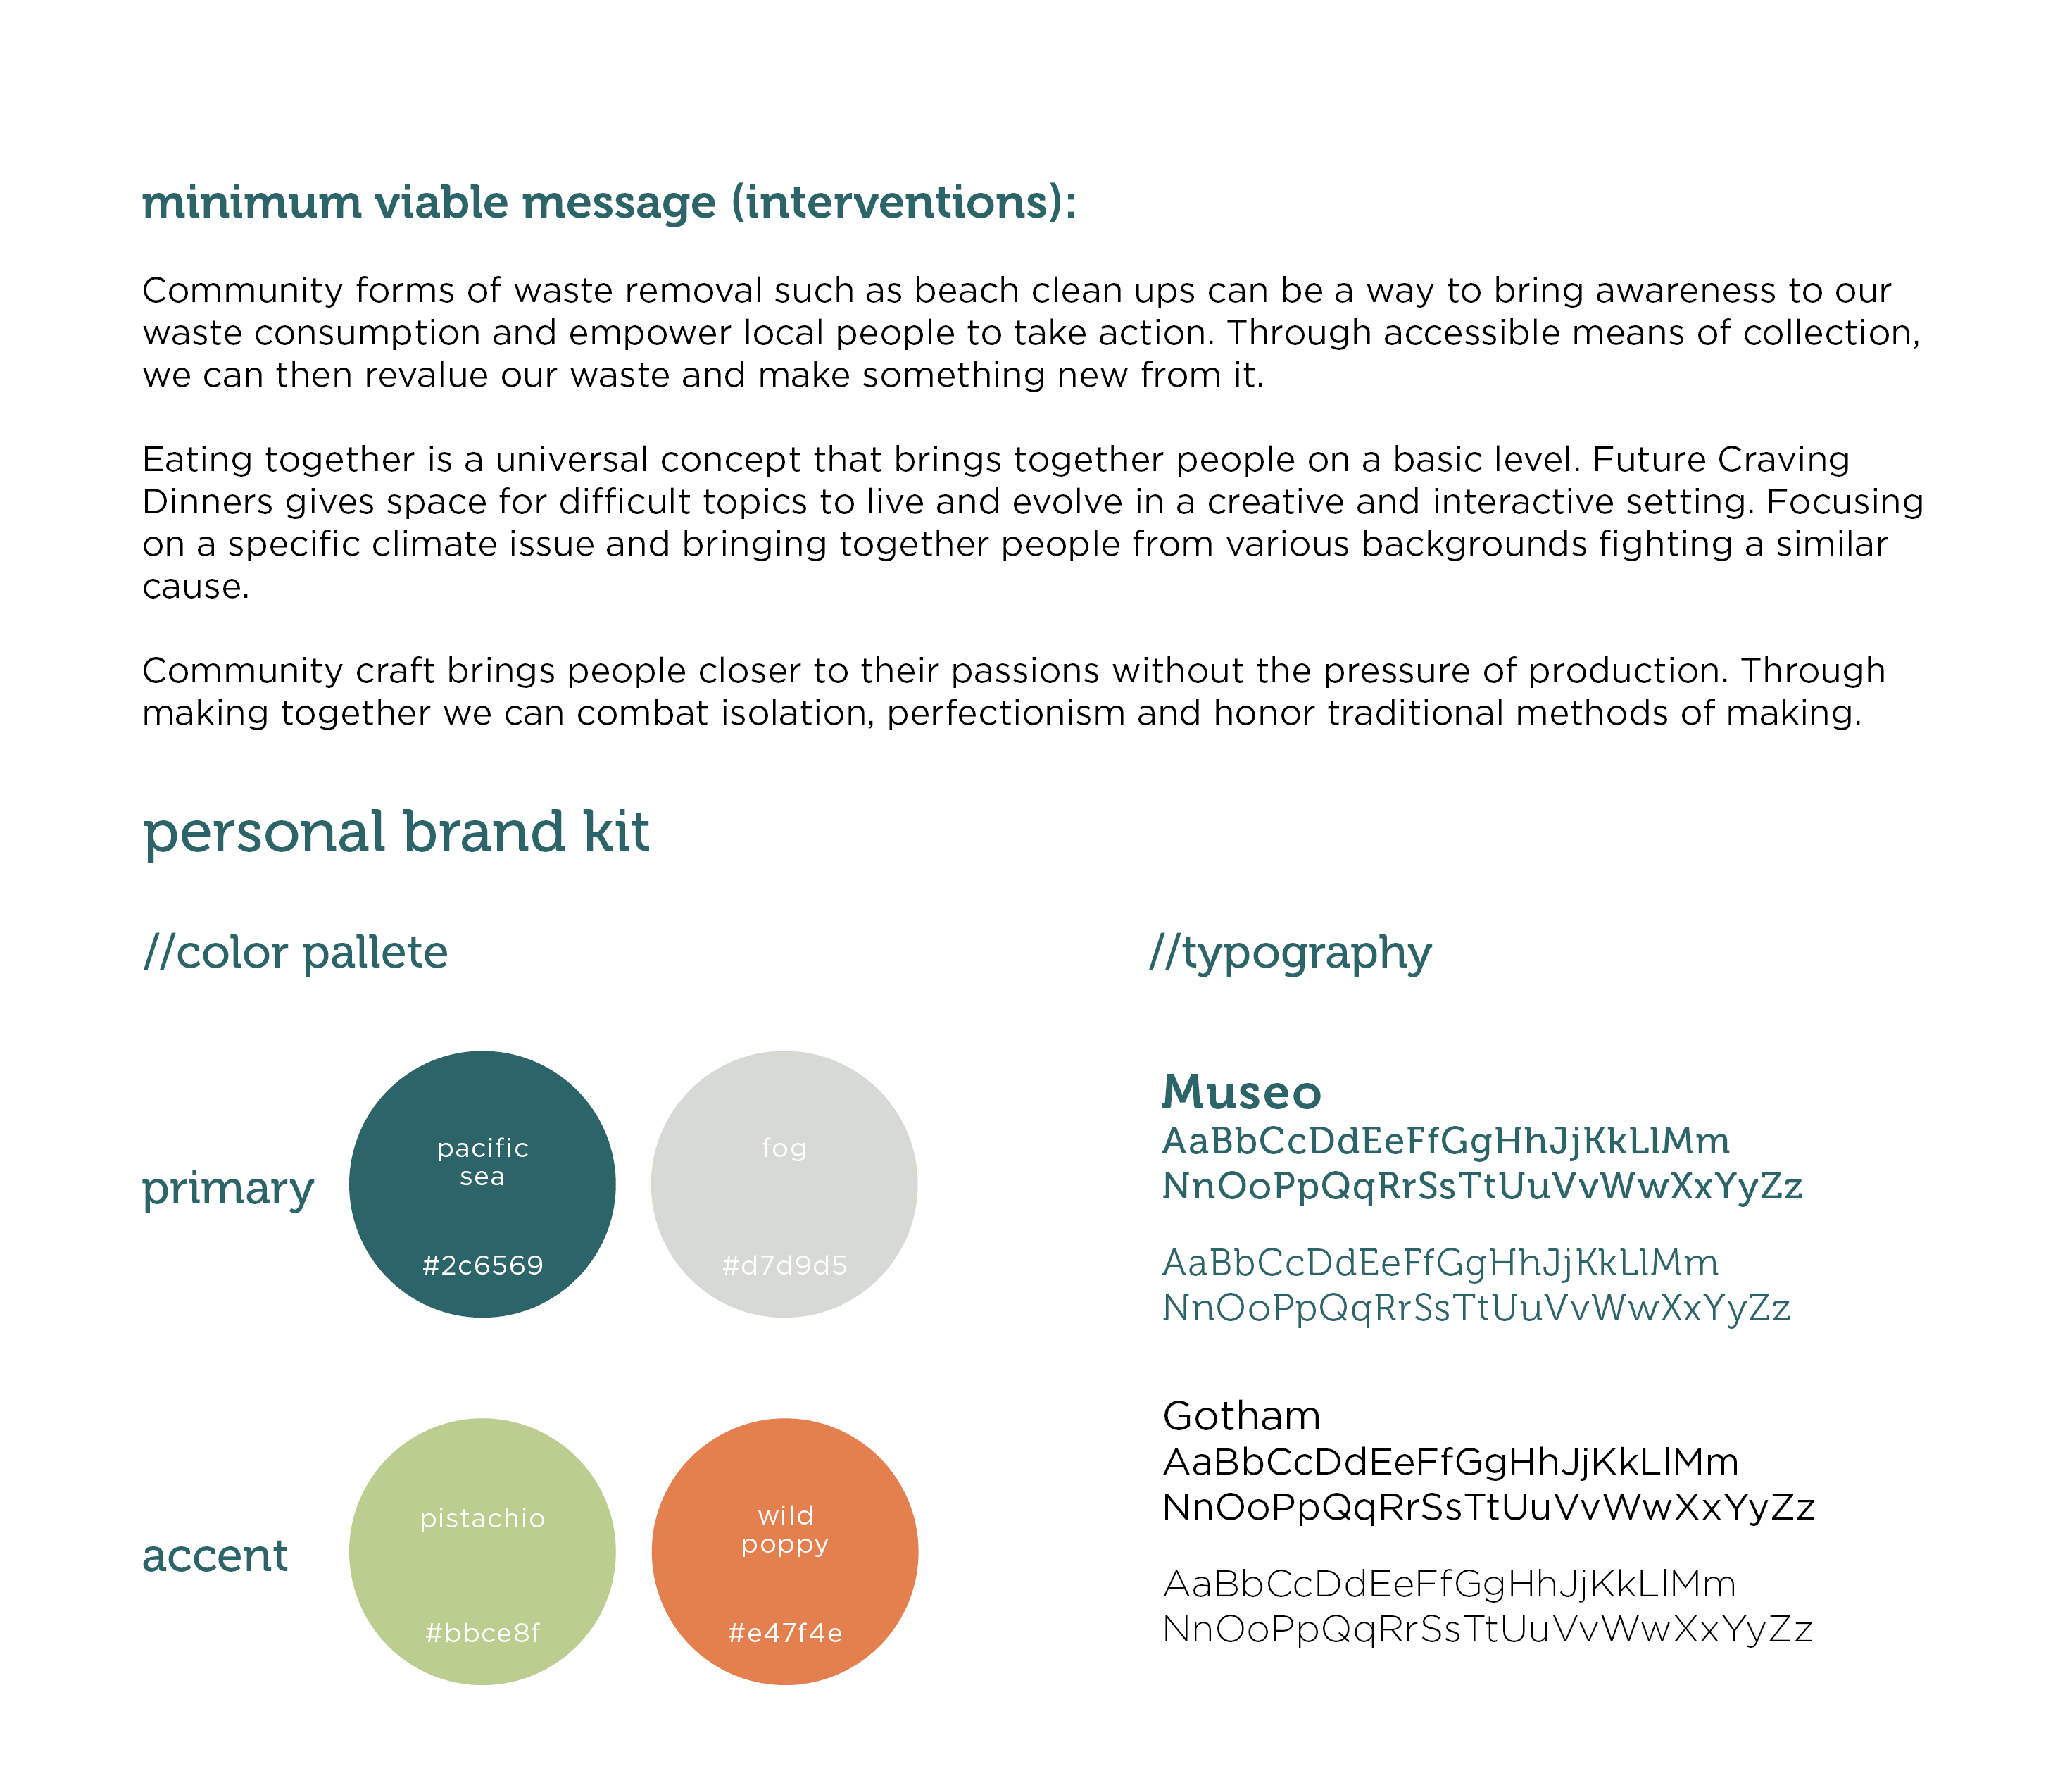 minimum viable message (interventions):
Community forms of waste removal such as beach clean ups can be a way to bring awareness to our
waste consumption and empower local people to take action. Through accessible means of collection,
we can then revalue our waste and make something new from it.
Eating together is a universal concept that brings together people on a basic level. Future Craving
Dinners gives space for difficult topics to live and evolve in a creative and interactive setting. Focusing
on a specific climate issue and bringing together people from various backgrounds fighting a similar
cause.
Community craft brings people closer to their passions without the pressure of production. Through
making together we can combat isolation, perfectionism and honor traditional methods of making.
personal brand kit
//color pallete
primary
pacific
sea
#2c6569
fog
#d7d9d5
accent
pistachio
#bbce8f
wild
poppy
#e47f4e
//typography
Museo
AaBbCcDdEeFfGgHhJjKkLlMm
NnOoPpQqRrSsTtUuVvWwXxYyZz
AaBbCcDdEeFfGgHhJjKkLlMm
NnOoPpQqRrSsTtUuVvWwXxYyZz
Gotham
AaBbCcDdEeFfGgHhJjKkLlMm
NnOoPpQqRrSsTtUuVvWwXxYyZz
AaBbCcDdEeFfGgHhJjKkLlMm
NnOoPpQqRrSsTtUuVvWwXxYyZz